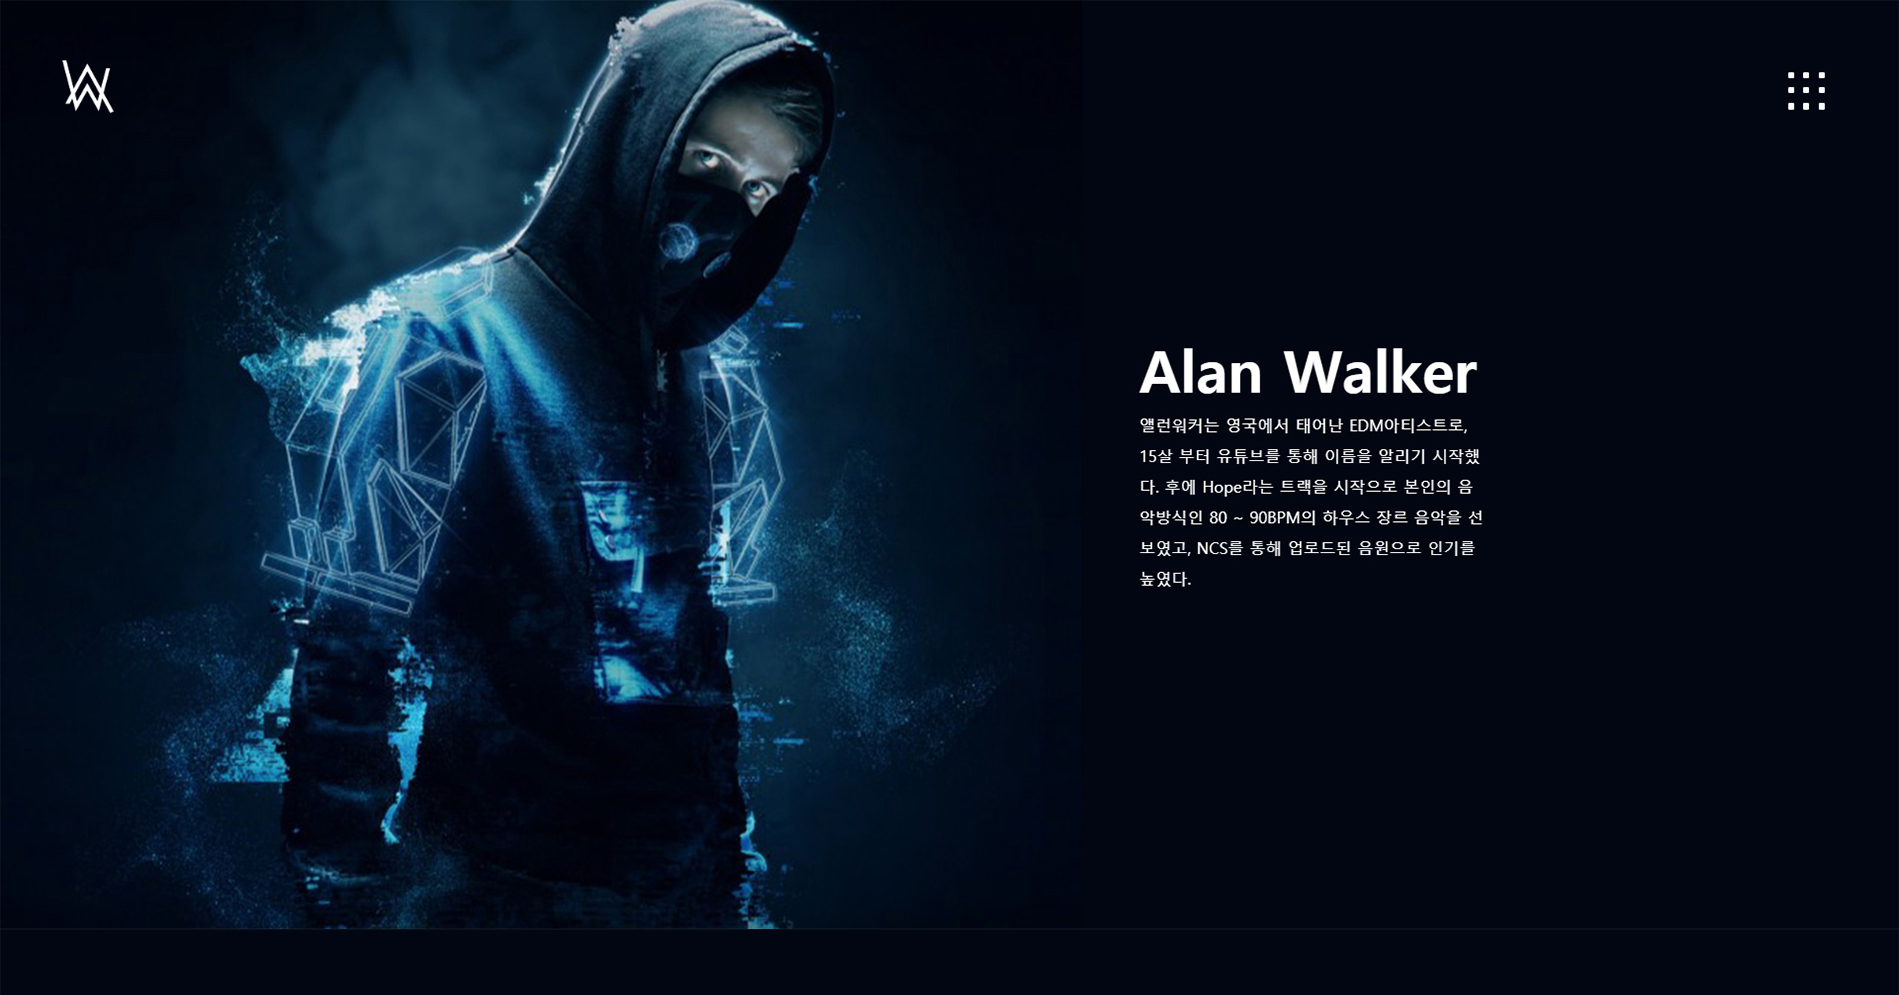 Alan Walker
앨런워커는 영국에서 태어난 EDM아티스트로,
15살 부터 유튜브를 통해 이름을 알리기 시작했
다. 후에 Hope라는 트랙을 시작으로 본인의 음
악방식인 80 ~ 90BPM의 하우스 장르 음악을 선
보였고, NCS를 통해 업로드된 음원으로 인기를
높였다.